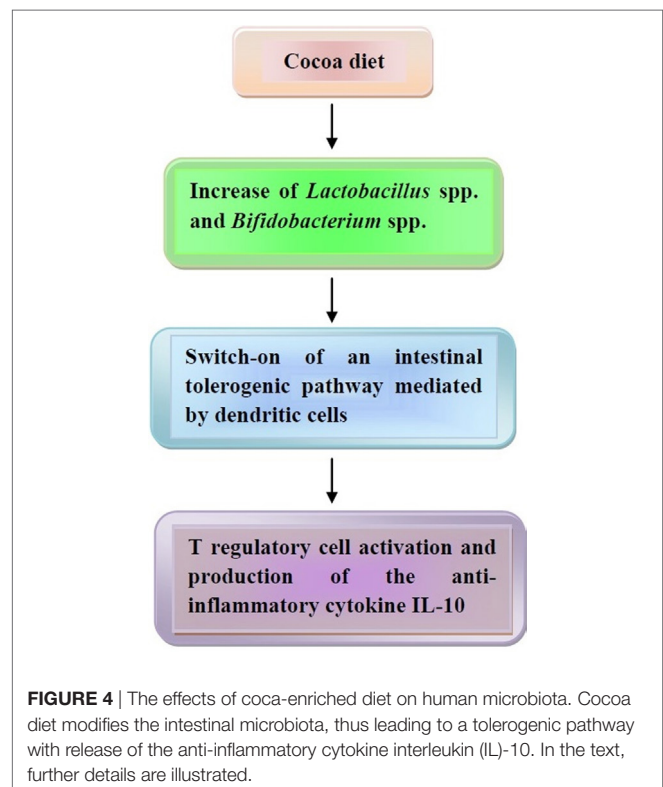 Cocoa diet
Increase of Lactobacillus spp.
and Bifidobacterium spp.
Switch-on of an intestinal
tolerogenic pathway mediated
by dendritic cells
T regulatory cell activation and
production of the anti-
inflammatory cytokine IL-10
FIGURE 4 | The effects of coca-enriched diet on human microbiota. Cocoa
diet modifies the intestinal microbiota, thus leading to a tolerogenic pathway
with release of the anti-inflammatory cytokine interleukin (IL)-10. In the text,
further details are illustrated.